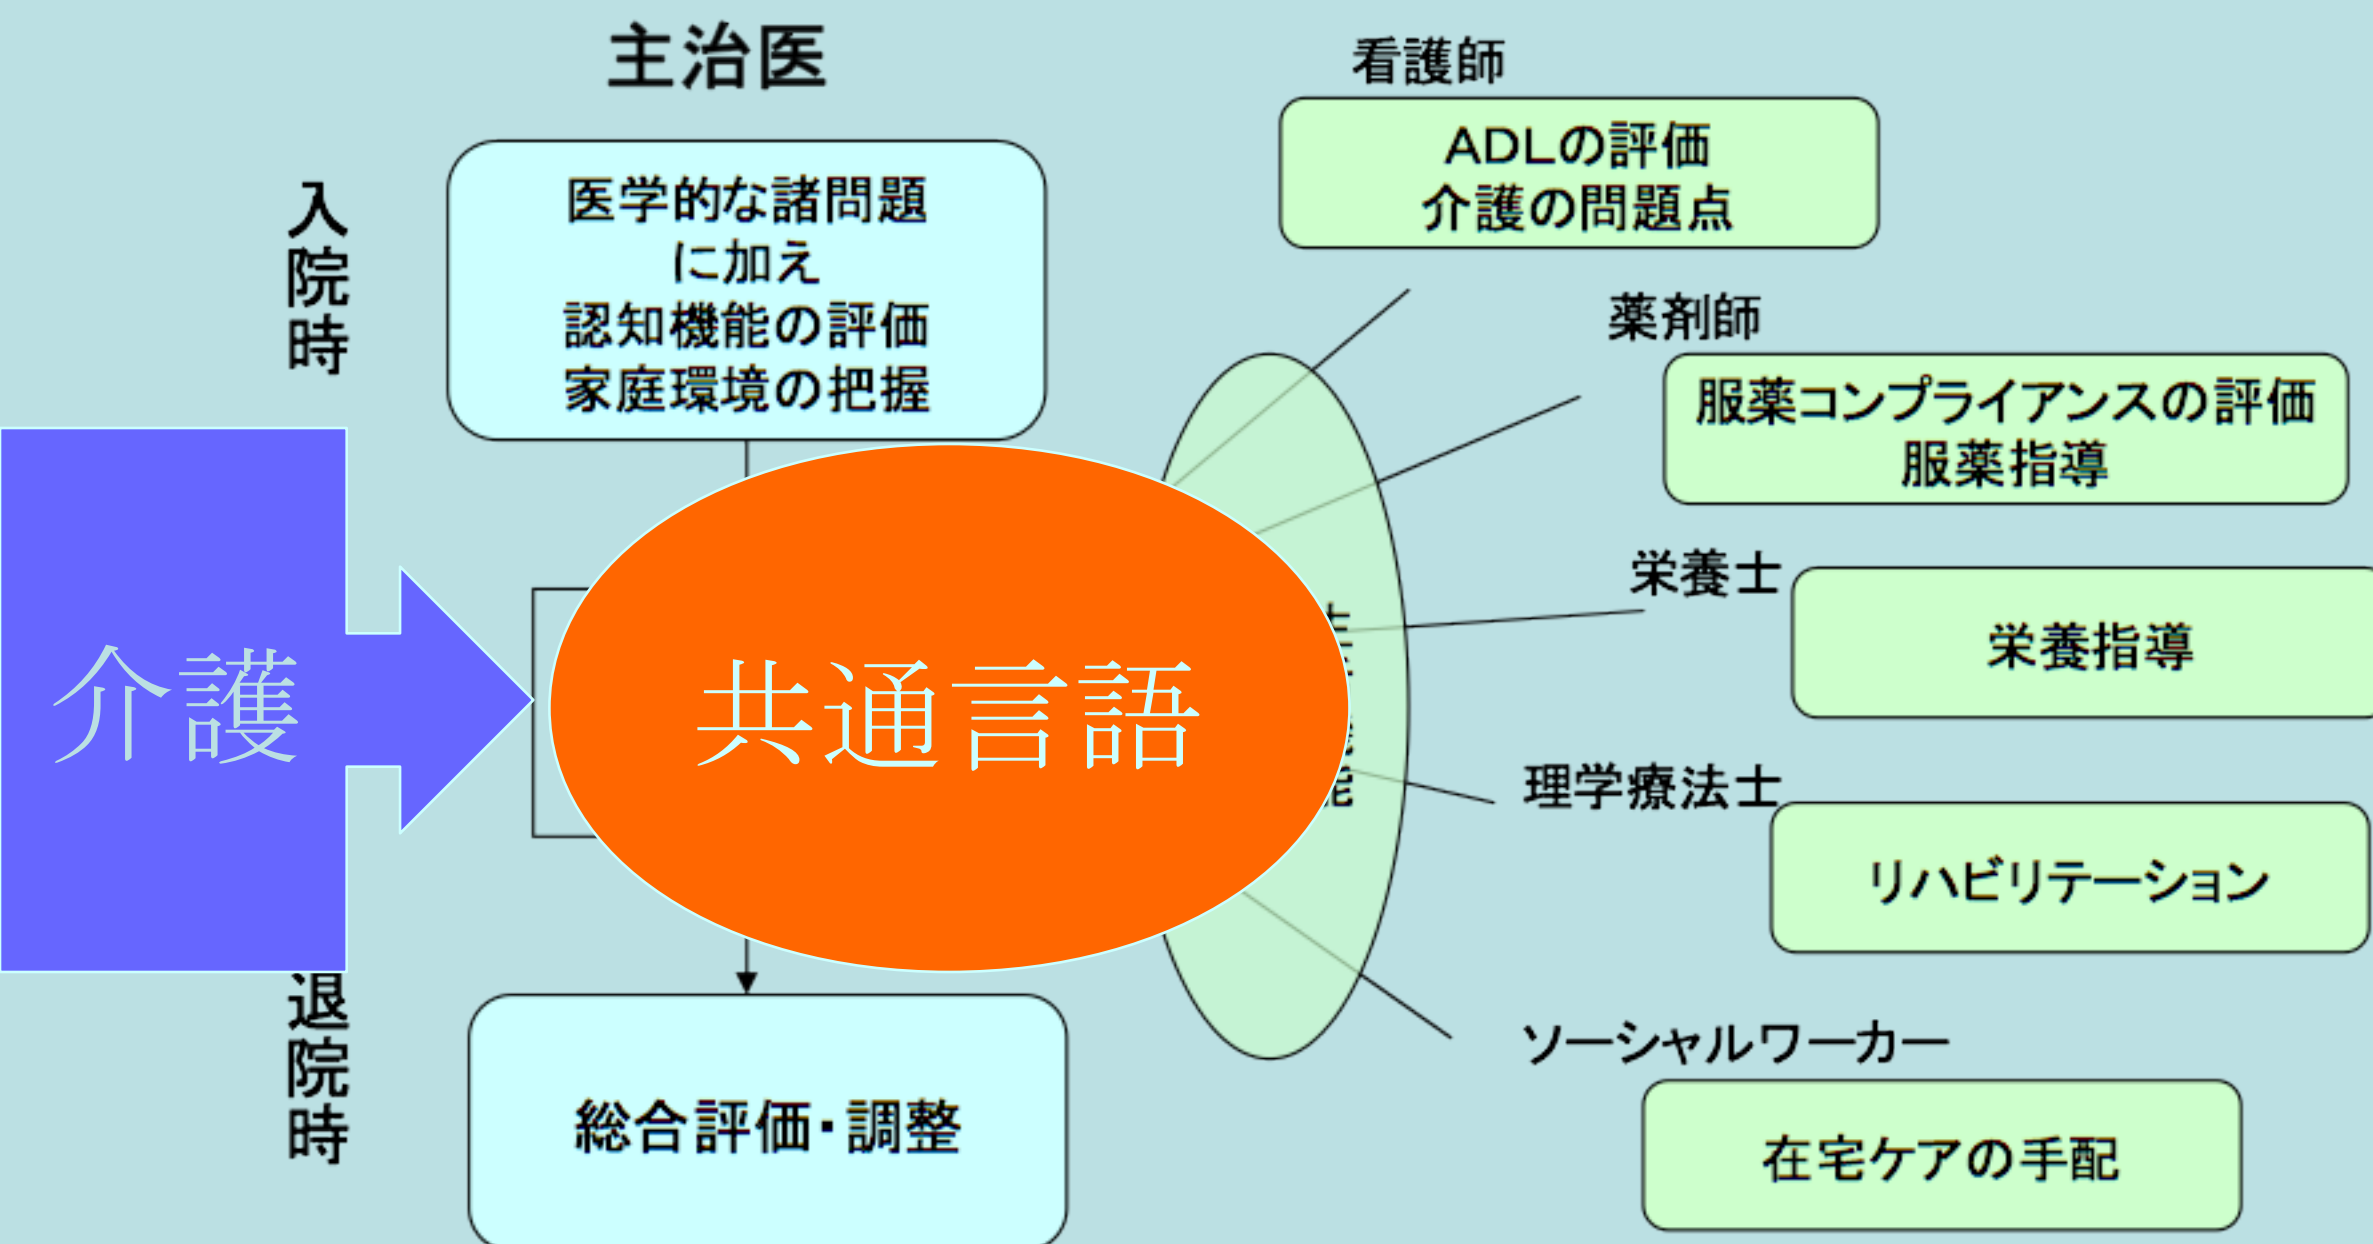 主治医
入院時
医学的な諸問題
に加え
認知機能の評価
家庭環境の把握
看護師
ADLの評価
介護の問題点
薬剤師
服薬コンプライアンスの評価
服薬指導
栄養士
栄養指導
介護
共通言語
理学療法士
リハビリテーション
退院時
総合評価・調整
ソーシャルワーカー
在宅ケアの手配